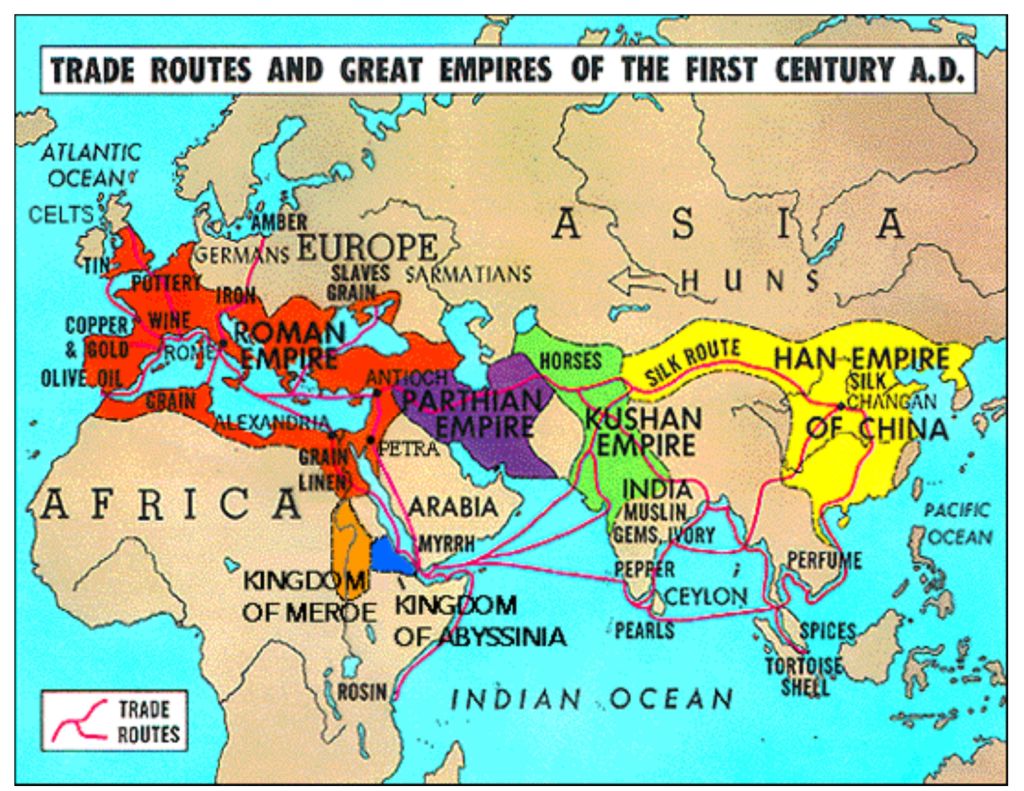 TRADE ROUTES AND GREAT EMPIRES OF THE FIRST CENTURY A.D.
ATLANTIC
OCEAN
CELTS
AMBER
GERMANS
EUROPE
A S I A
TIN
POTTERY
IRON
SLAVES
GRAIN
SARMATIANS
HUNS
COPPER
& GOLD
WINE
ROME
ROMAN
EMPIRE
OLIVE OIL
GRAIN
ANTIOCH
ALEXANDRIA
PARTHIAN
EMPIRE
HORSES
SILK ROUTE
HAN EMPIRE
SILK
CHANGAN
OF CHINA
KUSHAN
EMPIRE
GRAIN
LINEN
PETRA
AFRICA
ARABIA
INDIA
MUSLIN
GEMS, IVORY
PACIFIC
OCEAN
MYRRH
PEPPER
PERFUME
KINGDOM
OF MEROE
KINGDOM
OF ABYSSINIA
CEYLON
PEARLS
SPICES
TORTOISE
SHELL
ROSIN
INDIAN OCEAN
TRADE
ROUTES